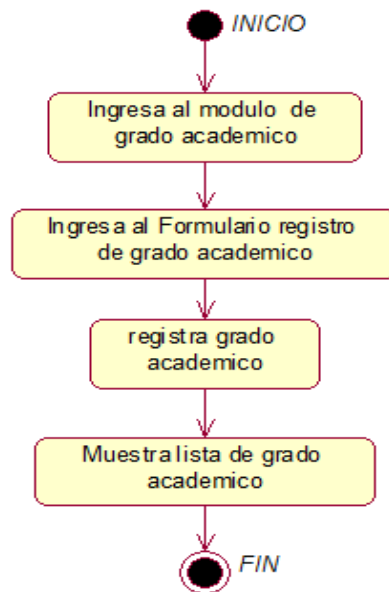 INICIO
Ingresa al modulo de
grado academico
Ingresa al Formulario registro
de grado academico
registra grado
academico
Muestra lista de grado
academico
FIN